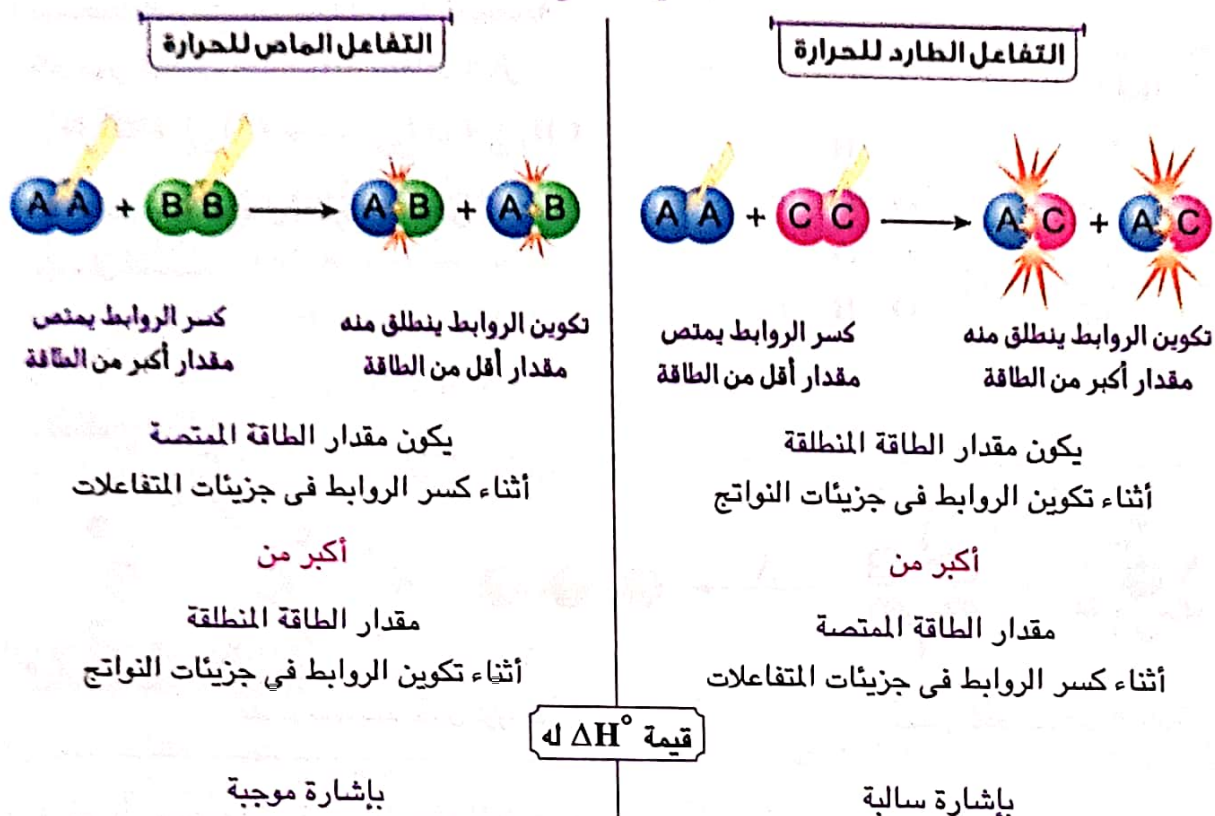 التفاعل الطارد للحرارة
A A + C C → A C + A C
كسر الروابط يمتص
مقدار أقل من الطاقة
تكوين الروابط ينطلق منه
مقدار أكبر من الطاقة
يكون مقدار الطاقة المنطلقة
أثناء تكوين الروابط فى جزيئات النواتج
أكبر من
مقدار الطاقة الممتصة
أثناء كسر الروابط فى جزيئات المتفاعلات
التفاعل الماص للحرارة
A A + B B → A B + A B
كسر الروابط يمتص
مقدار أكبر من الطاقة
تكوين الروابط ينطلق منه
مقدار أقل من الطاقة
يكون مقدار الطاقة الممتصة
أثناء كسر الروابط فى جزيئات المتفاعلات
أكبر من
مقدار الطاقة المنطلقة
أثناء تكوين الروابط في جزيئات النواتج
قيمة ΔH° له
بإشارة سالبة
بإشارة موجبة